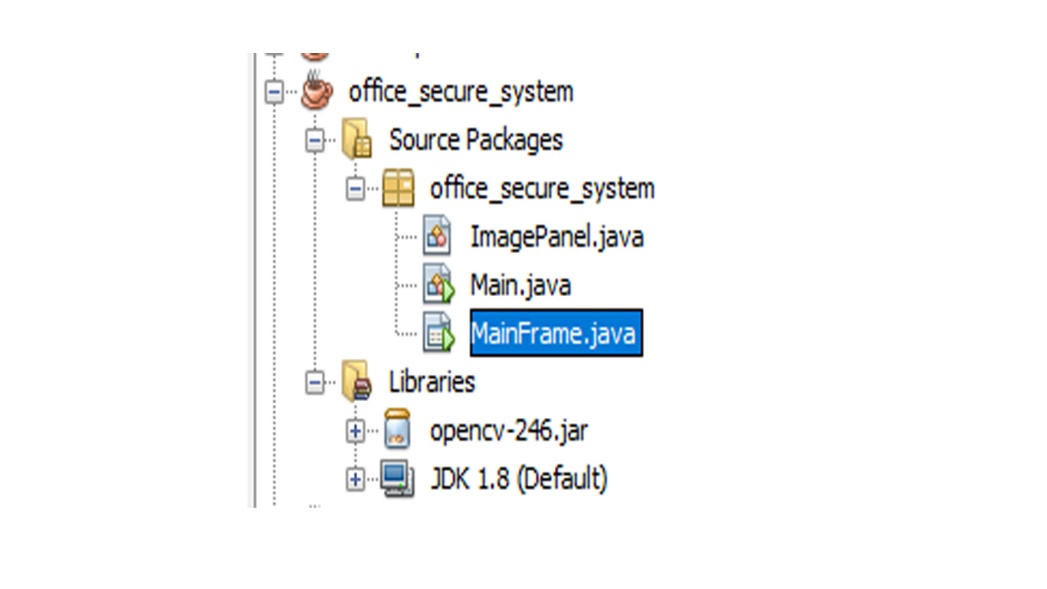 office_secure_system
Source Packages
office_secure_system
ImagePanel.java
Main.java
MainFrame.java
Libraries
opencv-246.jar
JDK 1.8 (Default)